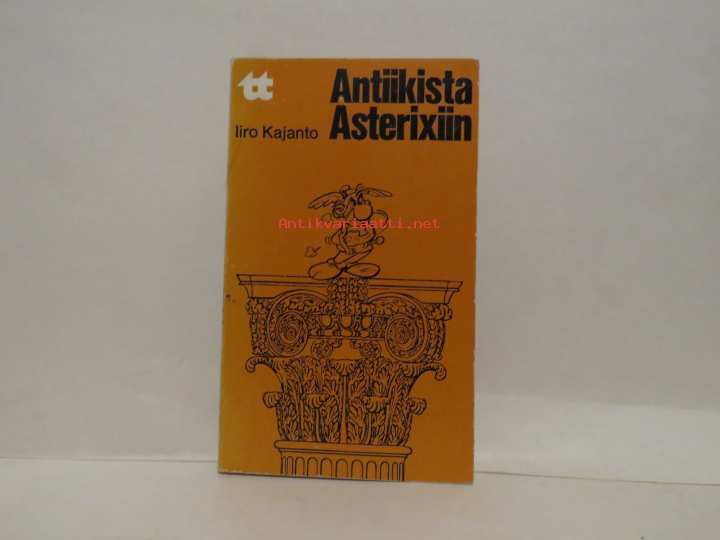 tt
Antiikista
Asterixiin
Iiro Kajanto
Antikvariaatti.net